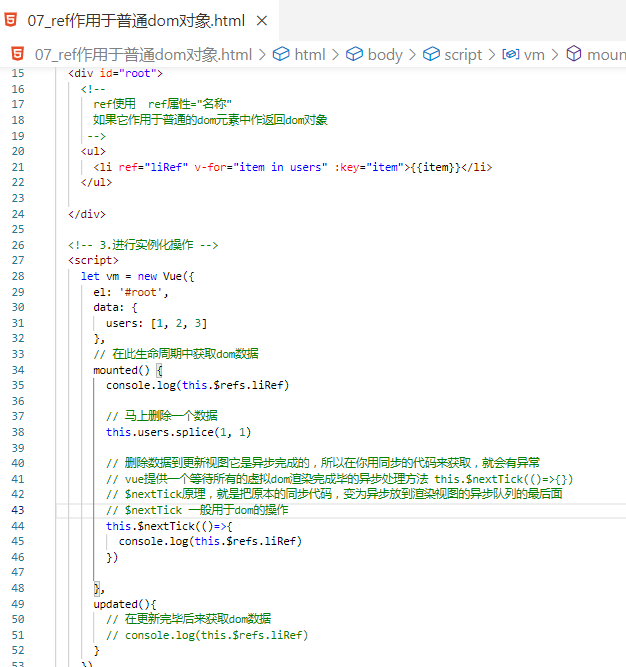 07_ref作用于普通dom对象.html ×
07_ref作用于普通dom对象.html > html > body > script > vm > moun
15 <div id="root">
16 <!--
17 ref使用 ref属性="名称"
18 如果它作用于普通的dom元素中作返回dom对象
19 -->
20 <ul>
21 <li ref="liRef" v-for="item in users" :key="item">{{item}}</li>
22 </ul>
23
24 </div>
25
26 <!-- 3.进行实例化操作 -->
27 <script>
28 let vm = new Vue({
29 el: '#root',
30 data: {
31 users: [1, 2, 3]
32 },
33 // 在此生命周期中获取dom数据
34 mounted() {
35 console.log(this.$refs.liRef)
36
37 // 马上删除一个数据
38 this.users.splice(1, 1)
39
40 // 删除数据到更新视图它是异步完成的，所以在你用同步的代码来获取，就会有异常
41 // vue提供一个等待所有的虚拟dom渲染完成毕的异步处理方法 this.$nextTick(()=>{})
42 // $nextTick原理，就是把原本的同步代码，变为异步放到渲染视图的异步队列的最后面
43 // $nextTick 一般用于dom的操作
44 this.$nextTick(()=>{
45 console.log(this.$refs.liRef)
46 })
47
48 },
49 updated(){
50 // 在更新完毕后来获取dom数据
51 // console.log(this.$refs.liRef)
52 }
53 })